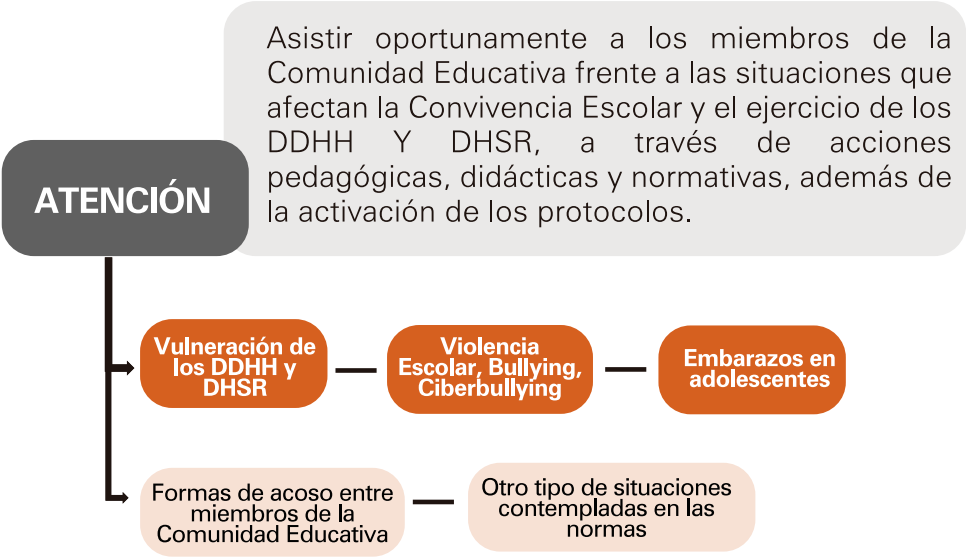 Asistir oportunamente a los miembros de la
Comunidad Educativa frente a las situaciones que
afectan la Convivencia Escolar y el ejercicio de los
DDHH Y DHSR, a través de acciones
pedagógicas, didácticas y normativas, además de
la activación de los protocolos.
ATENCIÓN
Vulneración de
los DDHH y
DHSR
Violencia
Escolar, Bullying,
Ciberbullying
Embarazos en
adolescentes
Formas de acoso entre
miembros de la
Comunidad Educativa
Otro tipo de situaciones
contempladas en las
normas